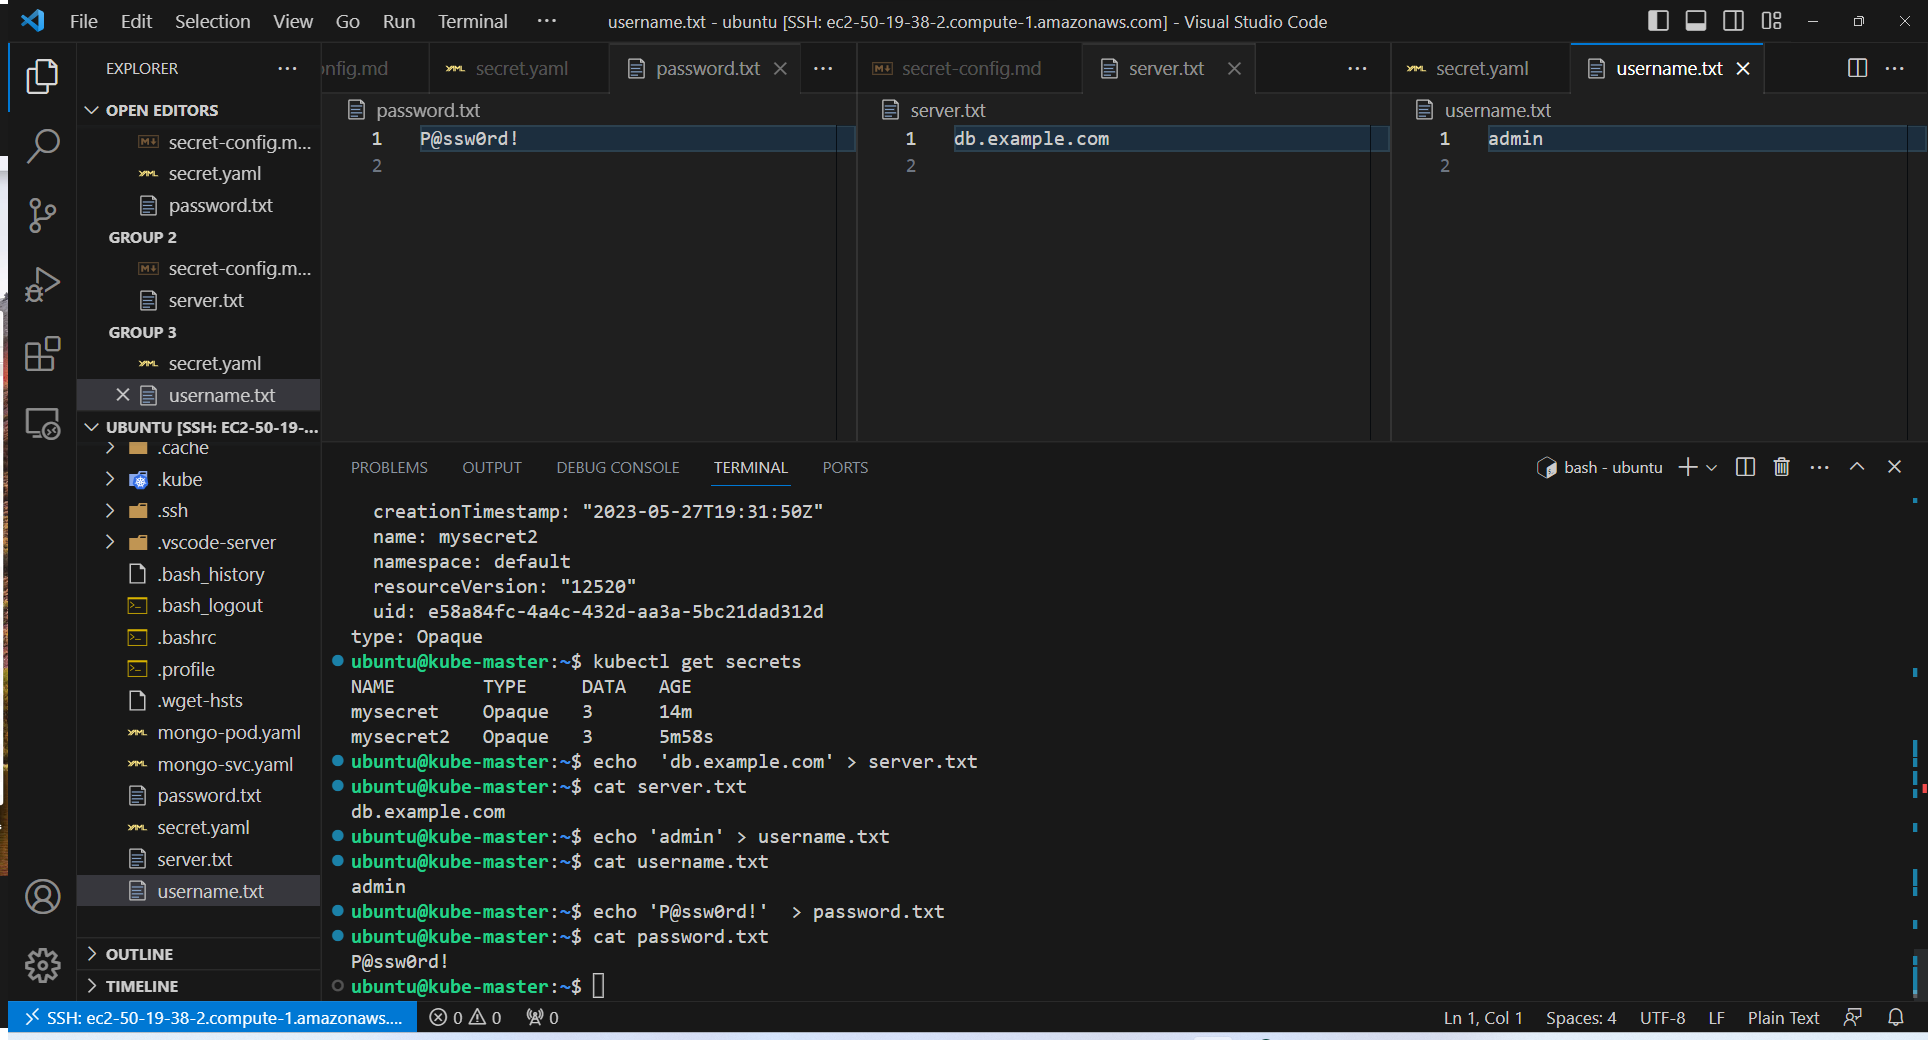 File Edit Selection View Go Run Terminal ··· username.txt - ubuntu [SSH: ec2-50-19-38-2.compute-1.amazonaws.com] - Visual Studio Code
EXPLORER
OPEN EDITORS
secret-config.m...
secret.yaml
password.txt
GROUP 2
secret-config.m...
server.txt
GROUP 3
secret.yaml
username.txt
UBUNTU [SSH: EC2-50-19-...
.cache
.kube
.ssh
.vscode-server
.bash_history
.bash_logout
.bashrc
.profile
.wget-hsts
mongo-pod.yaml
mongo-svc.yaml
password.txt
secret.yaml
server.txt
username.txt
OUTLINE
TIMELINE
nfig.md secret.yaml password.txt
password.txt
1 P@ssw0rd!
2
secret-config.md server.txt
server.txt
1 db.example.com
2
secret.yaml username.txt
username.txt
1 admin
2
PROBLEMS OUTPUT DEBUG CONSOLE TERMINAL PORTS bash - ubuntu
creationTimestamp: "2023-05-27T19:31:50Z"
name: mysecret2
namespace: default
resourceVersion: "12520"
uid: e58a84fc-4a4c-432d-aa3a-5bc21dad312d
type: Opaque
ubuntu@kube-master:~$ kubectl get secrets
NAME TYPE DATA AGE
mysecret Opaque 3 14m
mysecret2 Opaque 3 5m58s
ubuntu@kube-master:~$ echo 'db.example.com' > server.txt
ubuntu@kube-master:~$ cat server.txt
db.example.com
ubuntu@kube-master:~$ echo 'admin' > username.txt
ubuntu@kube-master:~$ cat username.txt
admin
ubuntu@kube-master:~$ echo 'P@ssw0rd!' > password.txt
ubuntu@kube-master:~$ cat password.txt
P@ssw0rd!
ubuntu@kube-master:~$
SSH: ec2-50-19-38-2.compute-1.amazonaws.... 0 0 0 Ln 1, Col 1 Spaces: 4 UTF-8 LF Plain Text